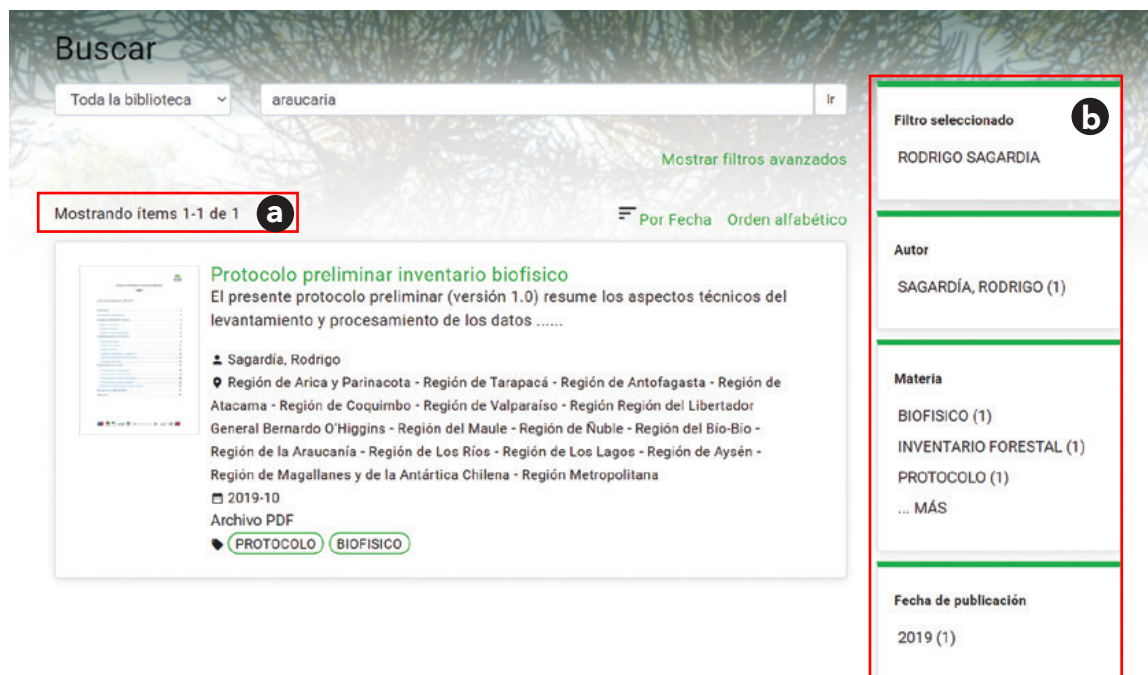 Buscar
Toda la biblioteca
araucaria
Ir
Mostrar filtros avanzados
Mostrando ítems 1-1 de 1
a
Por Fecha Orden alfabético
Protocolo preliminar inventario biofisico
El presente protocolo preliminar (versión 1.0) resume los aspectos técnicos del
levantamiento y procesamiento de los datos ......
Sagardía, Rodrigo
Región de Arica y Parinacota - Región de Tarapacá - Región de Antofagasta - Región de
Atacama - Región de Coquimbo - Región de Valparaíso - Región Región del Libertador
General Bernardo O'Higgins - Región del Maule - Región de Ñuble - Región del Bío-Bío -
Región de la Araucanía - Región de Los Ríos - Región de Los Lagos - Región de Aysén -
Región de Magallanes y de la Antártica Chilena - Región Metropolitana
2019-10
Archivo PDF
PROTOCOLO BIOFISICO
b
Filtro seleccionado
RODRIGO SAGARDIA
Autor
SAGARDÍA, RODRIGO (1)
Materia
BIOFISICO (1)
INVENTARIO FORESTAL (1)
PROTOCOLO (1)
... MÁS
Fecha de publicación
2019 (1)